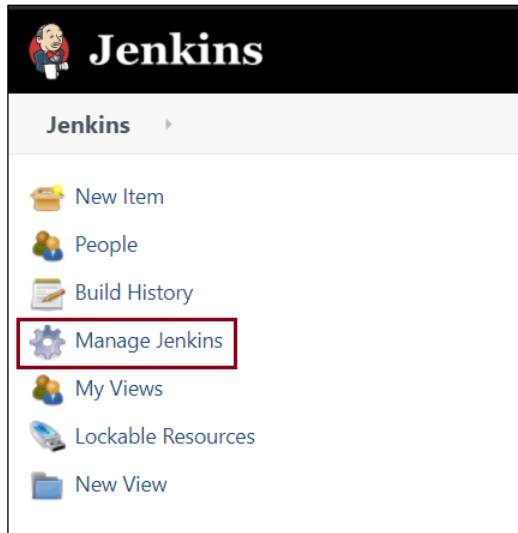 Jenkins
Jenkins
New Item
People
Build History
Manage Jenkins
My Views
Lockable Resources
New View